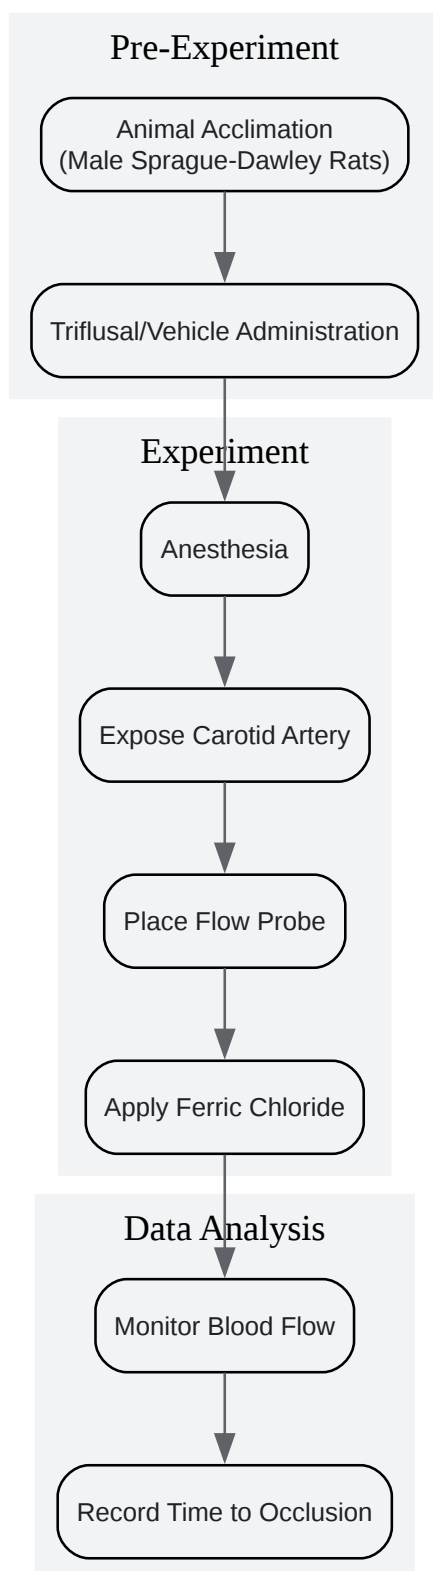 Pre-Experiment
Animal Acclimation
(Male Sprague-Dawley Rats)
Triflusal/Vehicle Administration
Experiment
Anesthesia
Expose Carotid Artery
Place Flow Probe
Apply Ferric Chloride
Data Analysis
Monitor Blood Flow
Record Time to Occlusion